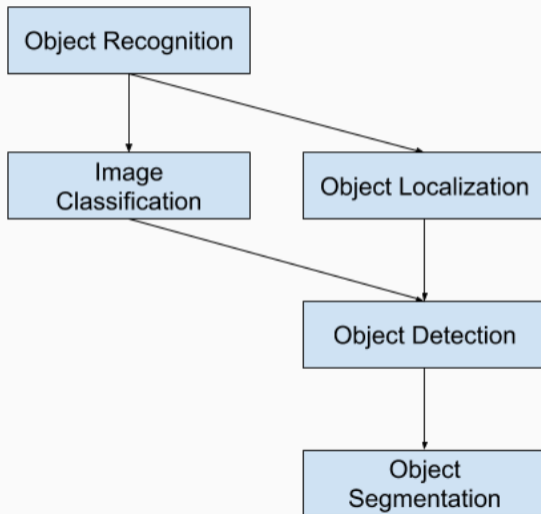 Object Recognition
Image
Classification
Object Localization
Object Detection
Object
Segmentation